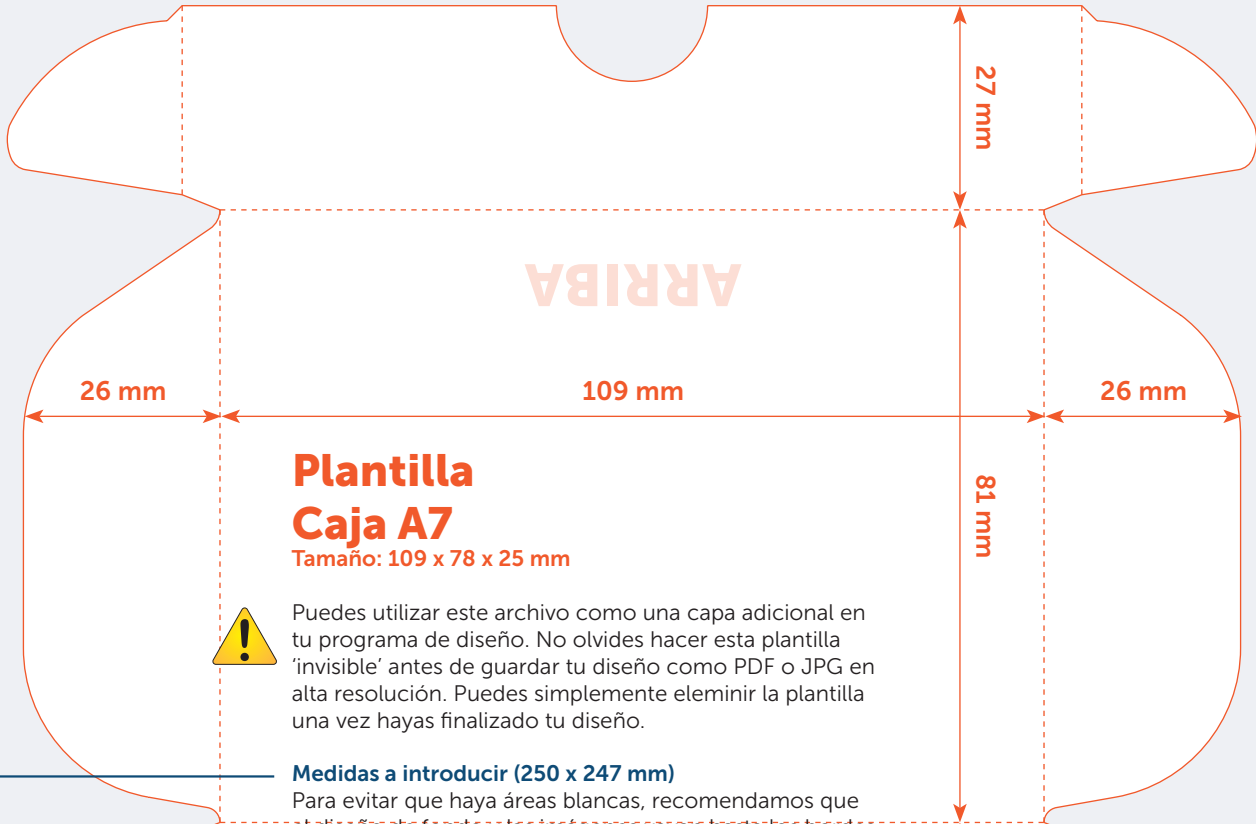 27 mm
ARRIBA
26 mm
109 mm
26 mm
81 mm
Plantilla
Caja A7
Tamaño: 109 x 78 x 25 mm
Puedes utilizar este archivo como una capa adicional en
tu programa de diseño. No olvides hacer esta plantilla
'invisible' antes de guardar tu diseño como PDF o JPG en
alta resolución. Puedes simplemente eleminir la plantilla
una vez hayas finalizado tu diseño.
Medidas a introducir (250 x 247 mm)
Para evitar que haya áreas blancas, recomendamos que